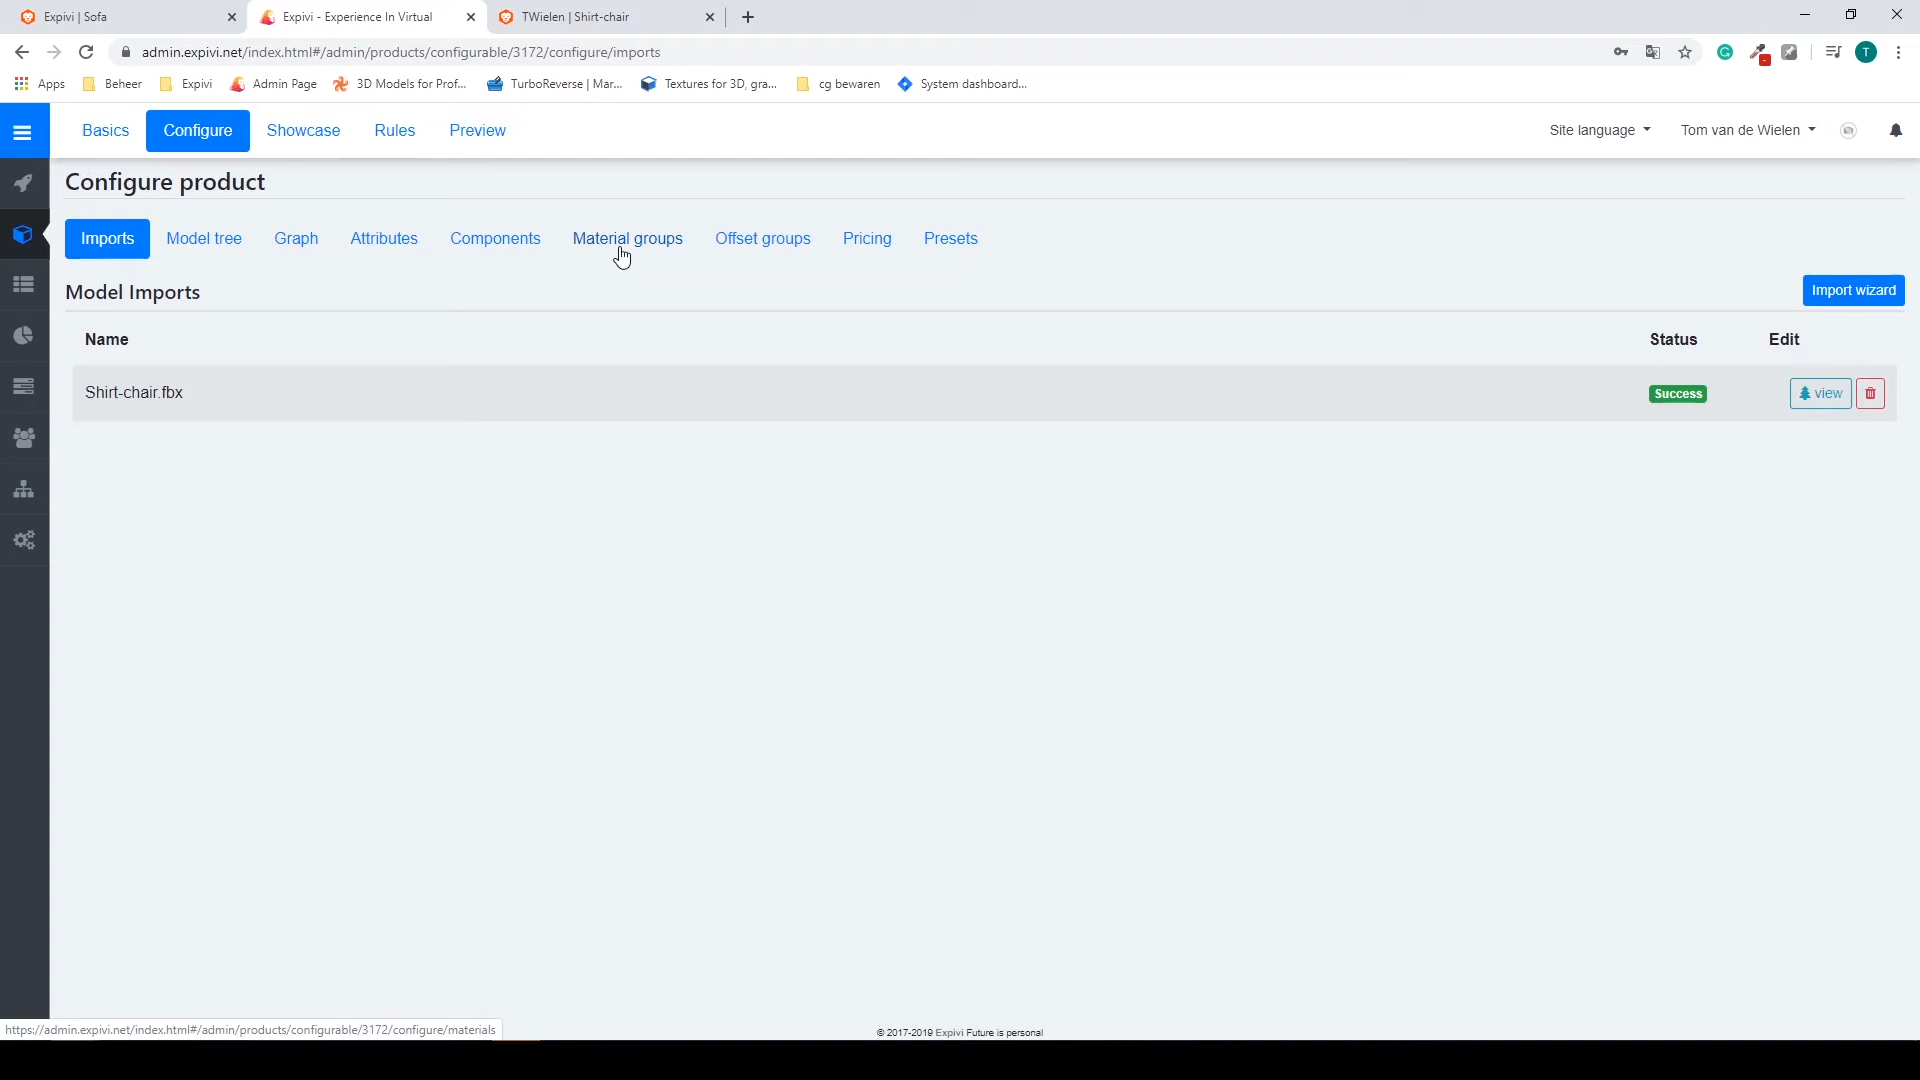 Expivi | Sofa
Expivi - Experience In Virtual
TWielen | Shirt-chair
admin.expivi.net/index.html#/admin/products/configurable/3172/configure/imports
T
Apps
Beheer
Expivi
Admin Page
3D Models for Prof...
TurboReverse | Mar...
Textures for 3D, gra...
cg bewaren
System dashboard...
Basics
Configure
Showcase
Rules
Preview
Site language
Tom van de Wielen
Configure product
Imports
Model tree
Graph
Attributes
Components
Material groups
Offset groups
Pricing
Presets
Model Imports
Import wizard
Name
Status
Edit
Shirt-chair.fbx
Success
view
https://admin.expivi.net/index.html#/admin/products/configurable/3172/configure/materials
© 2017-2019 Expivi Future is personal